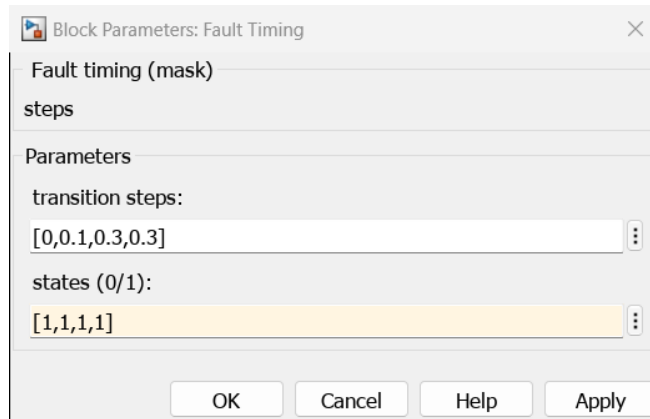 Block Parameters: Fault Timing
Fault timing (mask)
steps
Parameters
transition steps:
[0,0.1,0.3,0.3]
states (0/1):
[1,1,1,1]
OK Cancel Help Apply